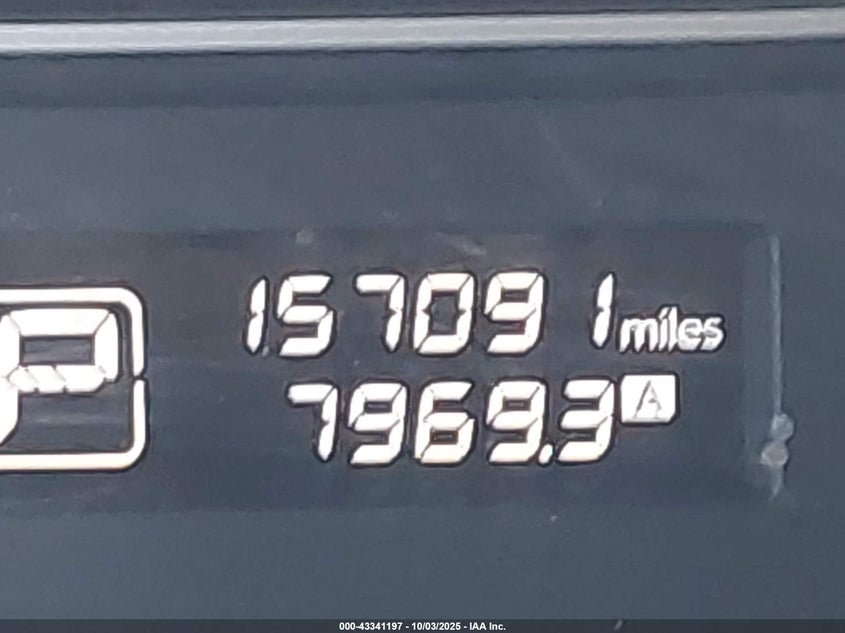 P
157091 miles
7969.3 A
000-43341197 - 10/03/2025 - IAA Inc.